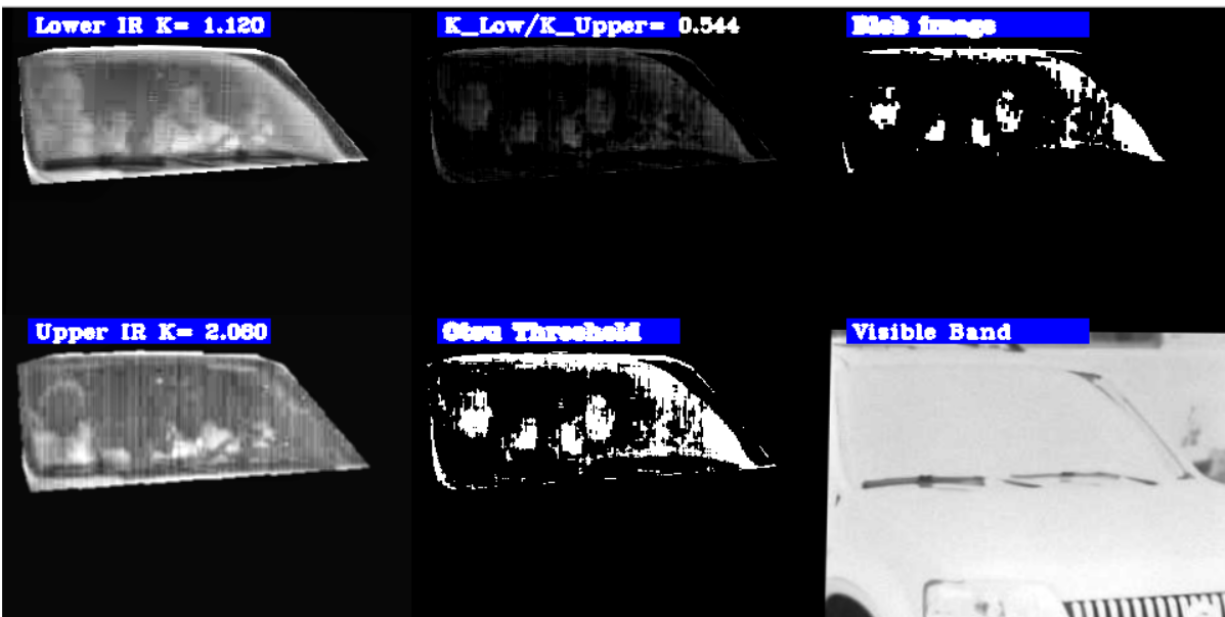 Lower IR K= 1.120
K_Low/K_Upper= 0.544
Blob image
Upper IR K= 2.060
Otsu Threshold
Visible Band